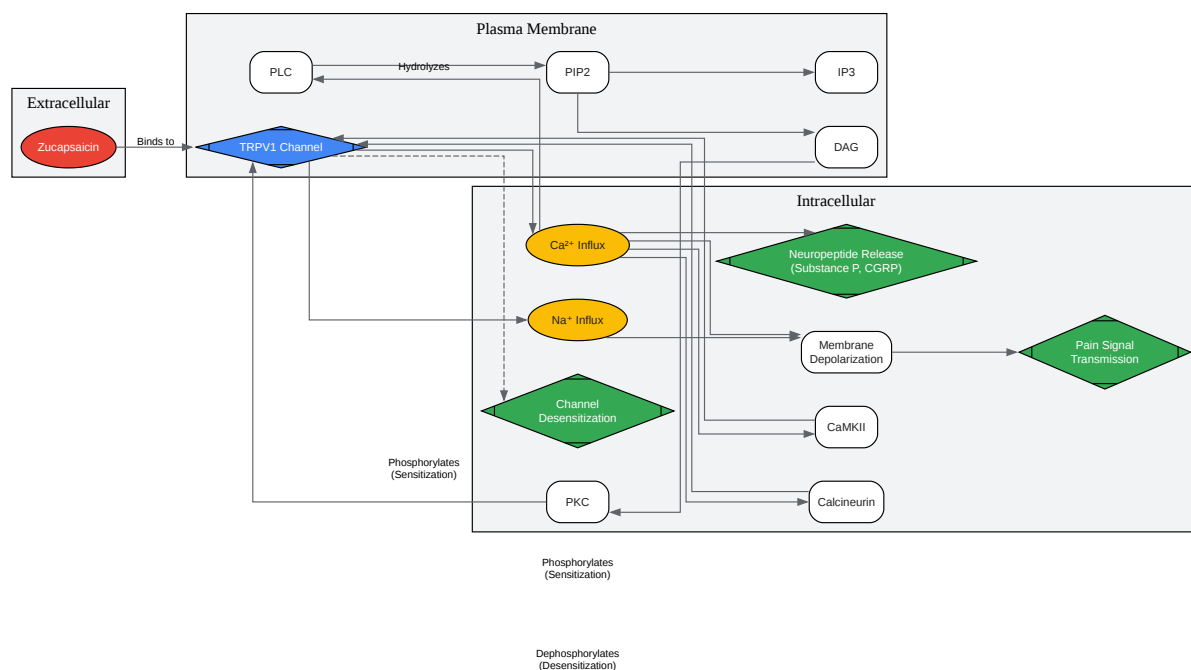 Plasma Membrane
PLC
Hydrolyzes
PIP2
IP3
Extracellular
Zucapsaicin
Binds to
TRPV1 Channel
DAG
Intracellular
Ca²⁺ Influx
Neuropeptide Release
(Substance P, CGRP)
Na⁺ Influx
Membrane
Depolarization
Pain Signal
Transmission
Channel
Desensitization
CaMKII
Phosphorylates
(Sensitization)
PKC
Calcineurin
Phosphorylates
(Sensitization)
Dephosphorylates
(Desensitization)